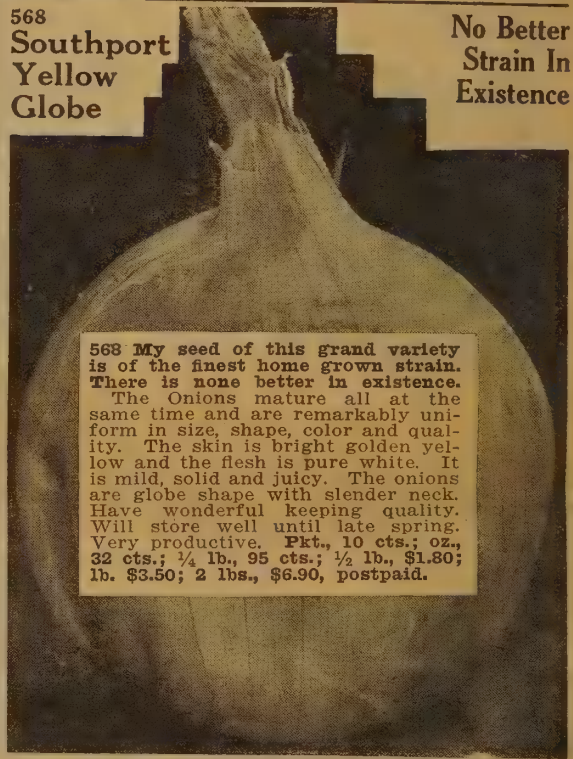 568
Southport
Yellow
Globe
No Better
Strain In
Existence
568 My seed of this grand variety
is of the finest home grown strain.
There is none better in existence.
The Onions mature all at the
same time and are remarkably uni-
form in size, shape, color and qual-
ity. The skin is bright golden yel-
low and the flesh is pure white. It
is mild, solid and juicy. The onions
are globe shape with slender neck.
Have wonderful keeping quality.
Will store well until late spring.
Very productive. Pkt., 10 cts.; oz.,
32 cts.; ¼ lb., 95 cts.; ½ lb., $1.80;
lb. $3.50; 2 lbs., $6.90, postpaid.